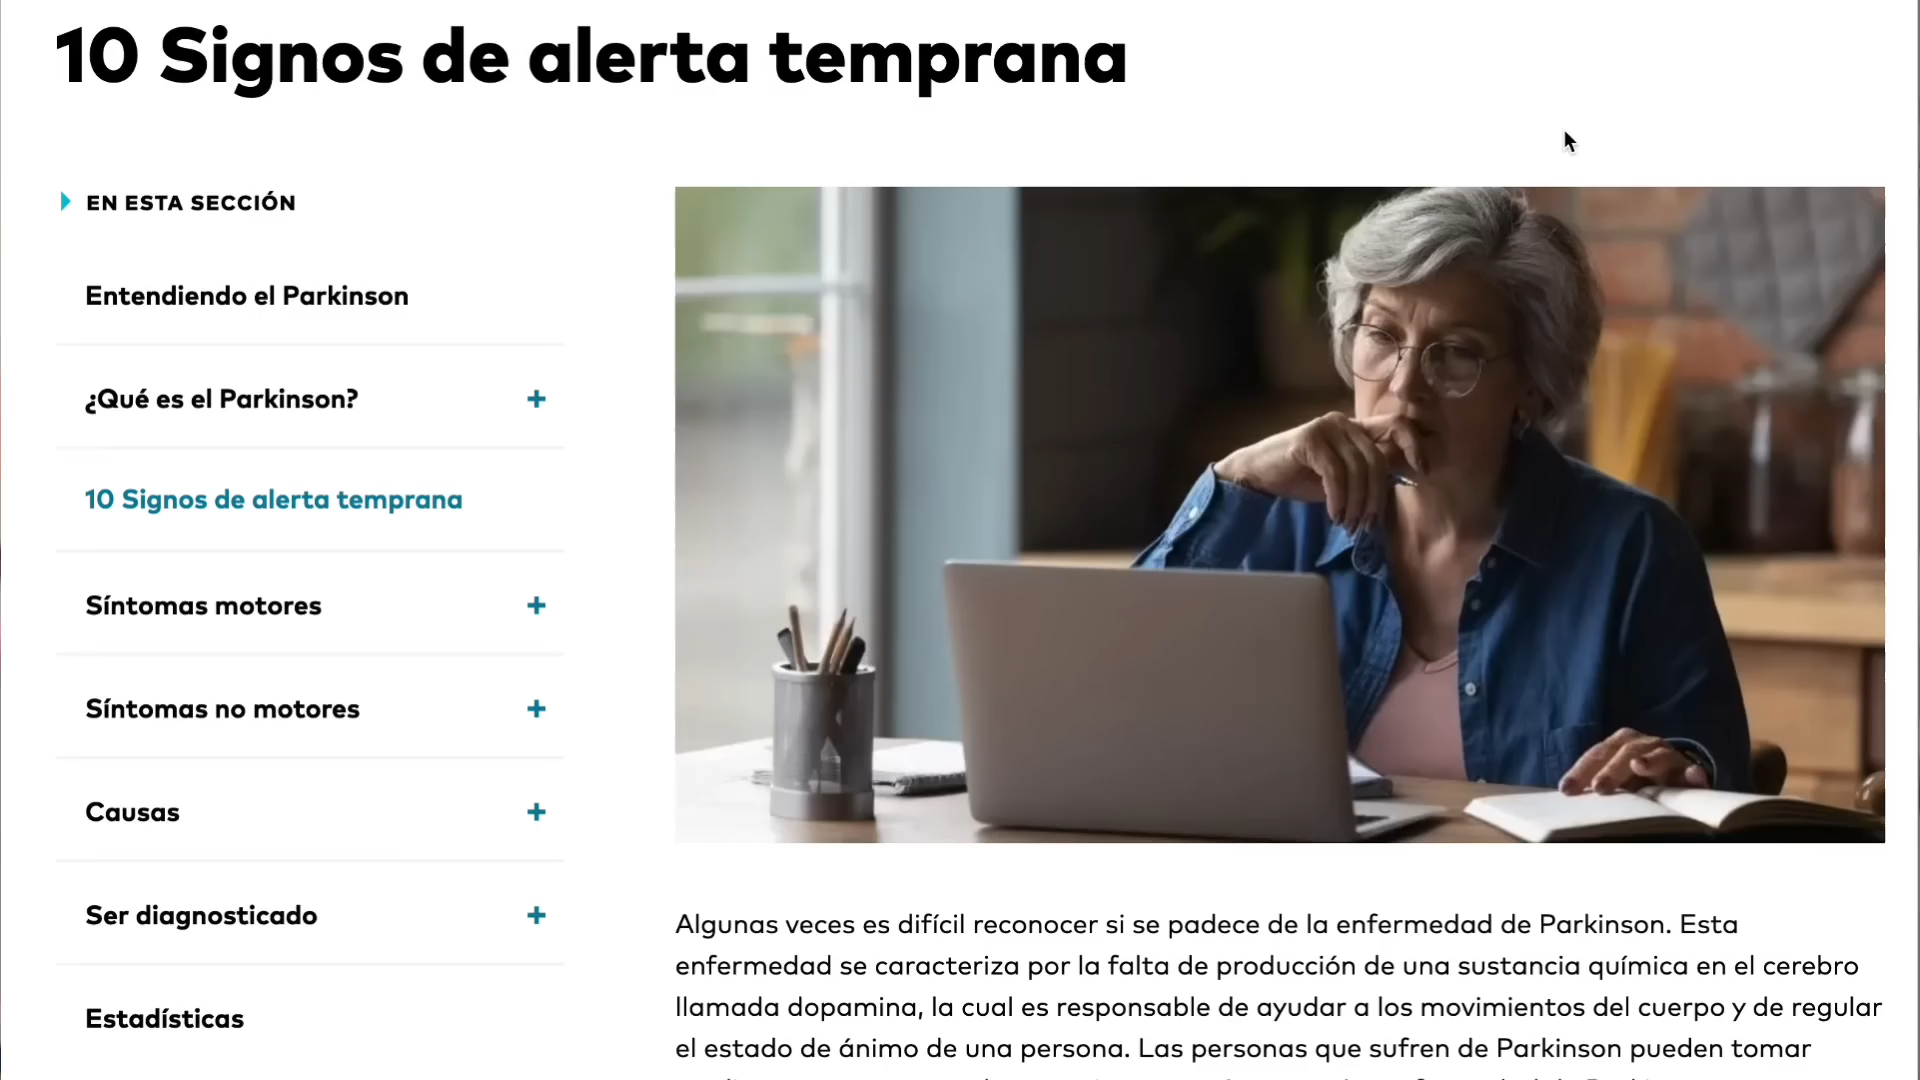 10 Signos de alerta temprana
EN ESTA SECCIÓN
Entendiendo el Parkinson
¿Qué es el Parkinson?
10 Signos de alerta temprana
Síntomas motores
Síntomas no motores
Causas
Ser diagnosticado
Estadísticas
Algunas veces es difícil reconocer si se padece de la enfermedad de Parkinson. Esta
enfermedad se caracteriza por la falta de producción de una sustancia química en el cerebro
llamada dopamina, la cual es responsable de ayudar a los movimientos del cuerpo y de regular
el estado de ánimo de una persona. Las personas que sufren de Parkinson pueden tomar